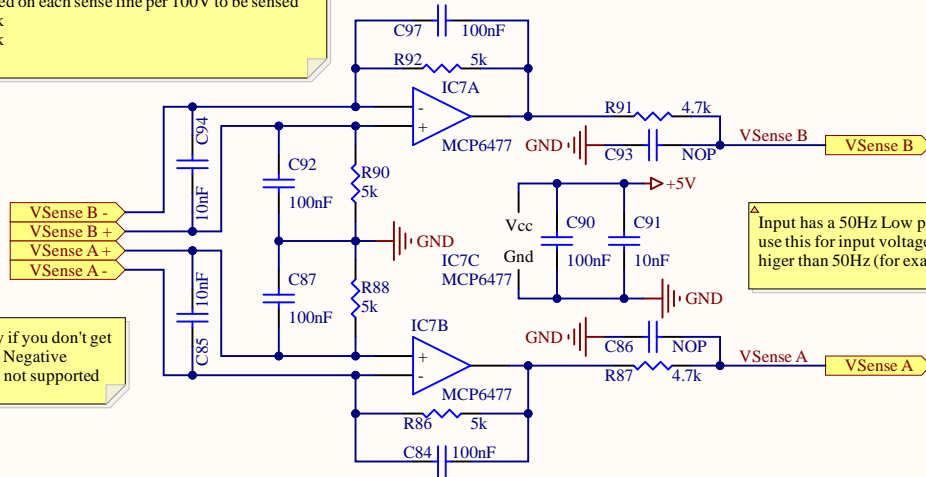 ed on each sense line per 100V to be sensed
k
k
C97
100nF
R92
5k
IC7A
-
+
MCP6477
R91
4.7k
GND
C93
NOP
VSense B
VSense B
C94
10nF
C92
100nF
R90
5k
VSense B -
VSense B +
VSense A +
VSense A -
GND
+5V
Vcc
Gnd
C90
100nF
C91
10nF
IC7C
MCP6477
GND
Input has a 50Hz Low p
use this for input voltage
higer than 50Hz (for exa
10nF
C85
C87
100nF
R88
5k
y if you don't get
Negative
not supported
IC7B
+
-
MCP6477
GND
C86
NOP
R87
4.7k
VSense A
VSense A
R86
5k
C84
100nF